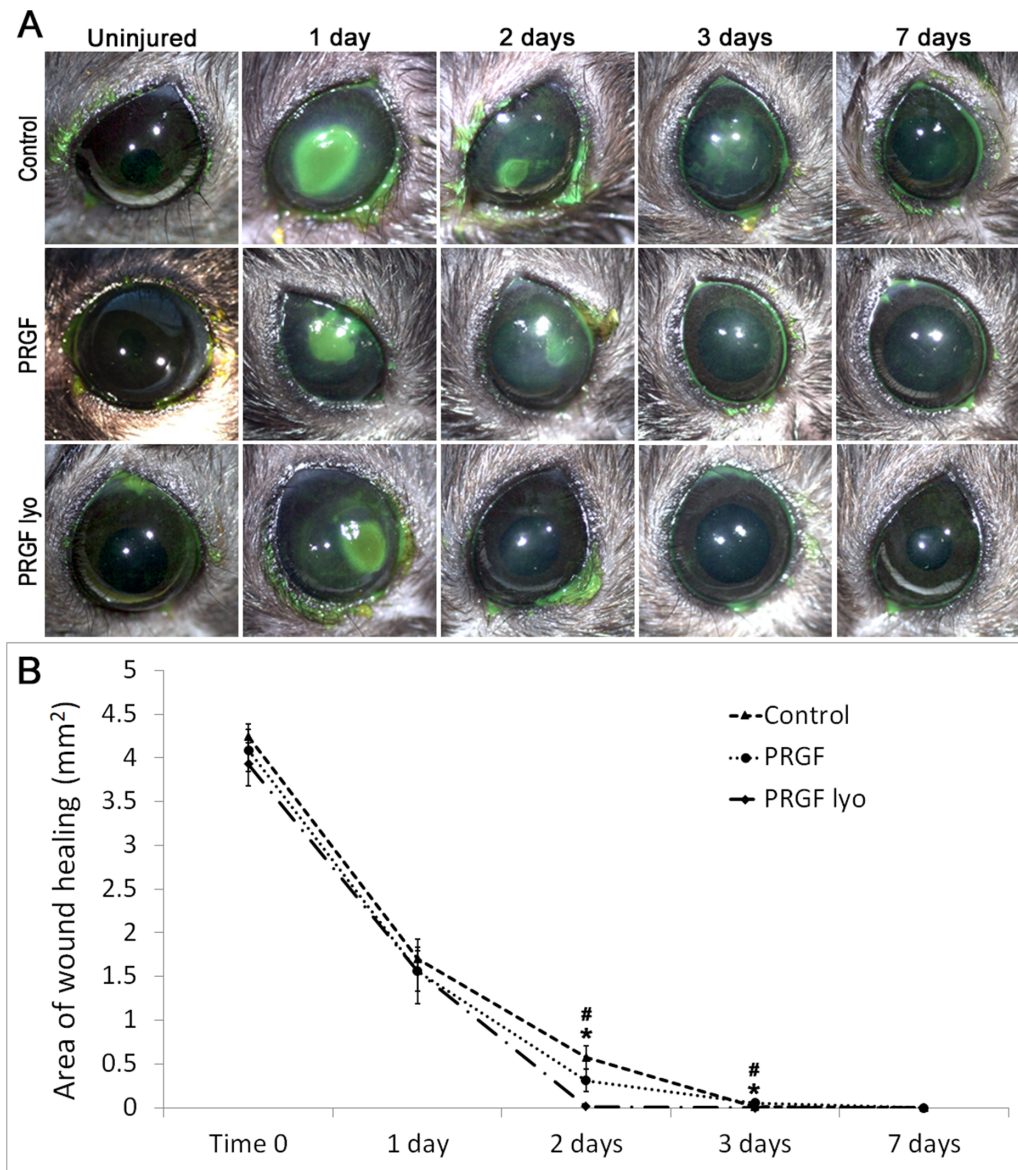 A
Uninjured 1 day 2 days 3 days 7 days
Control
PRGF
PRGF lyo
B
Area of wound healing (mm²)
5
4.5
4
3.5
3
2.5
2
1.5
1
0.5
0
Control
PRGF
PRGF lyo
#
*
#
*
Time 0 1 day 2 days 3 days 7 days